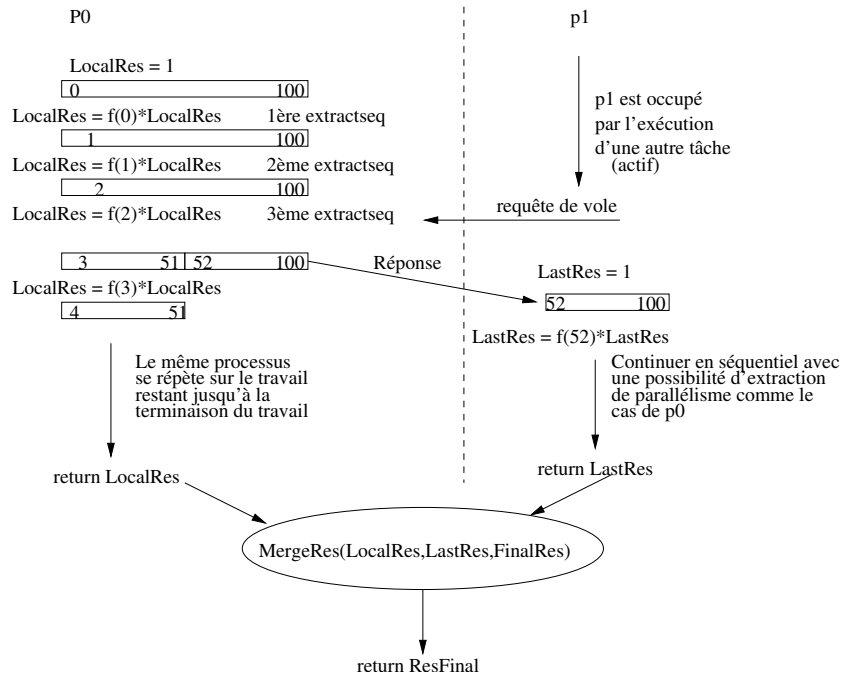 P0
p1
LocalRes = 1
0 100
LocalRes = f(0)*LocalRes 1ère extractseq
1 100
LocalRes = f(1)*LocalRes 2ème extractseq
2 100
LocalRes = f(2)*LocalRes 3ème extractseq
p1 est occupé
par l'exécution
d'une autre tâche
(actif)
requête de vole
3 51 52 100
Réponse
LocalRes = f(3)*LocalRes
4 51
LastRes = 1
52 100
LastRes = f(52)*LastRes
Le même processus
se répète sur le travail
restant jusqu'à la
terminaison du travail
Continuer en séquentiel avec
une possibilité d'extraction
de parallélisme comme le
cas de p0
return LocalRes
return LastRes
MergeRes(LocalRes,LastRes,FinalRes)
return ResFinal